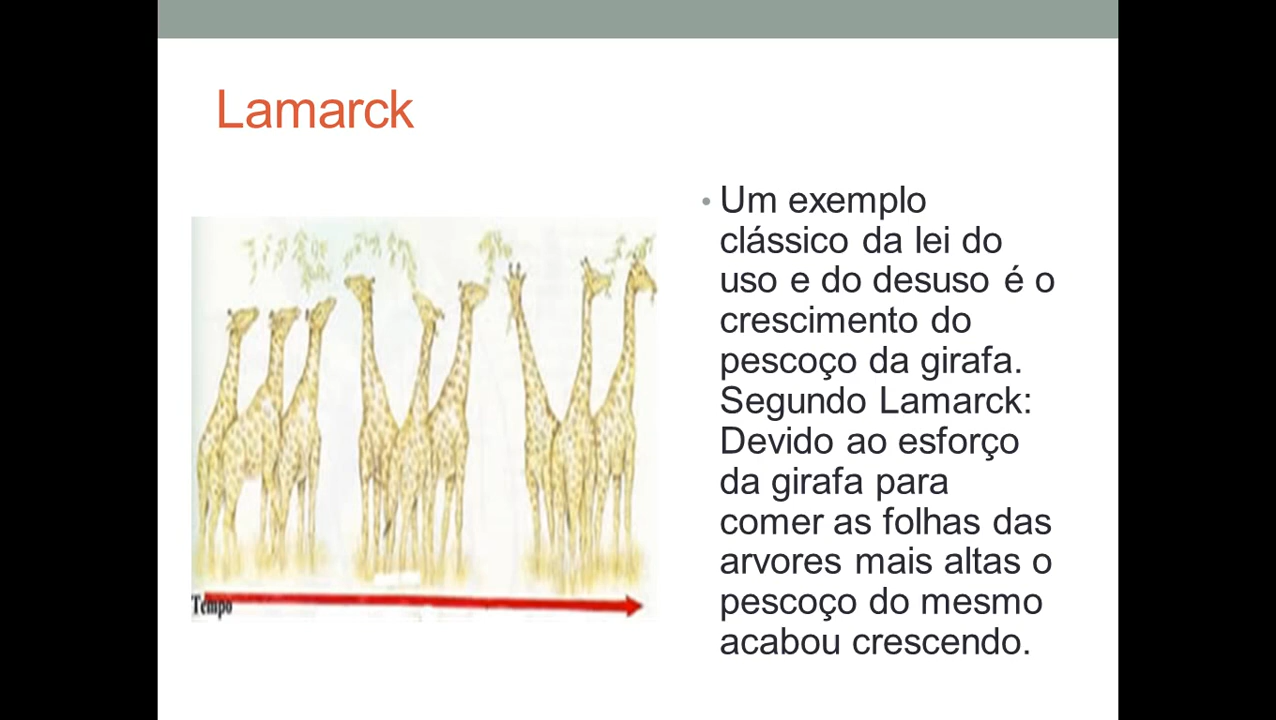 Lamarck
• Um exemplo
clássico da lei do
uso e do desuso é o
crescimento do
pescoço da girafa.
Segundo Lamarck:
Devido ao esforço
da girafa para
comer as folhas das
arvores mais altas o
pescoço do mesmo
acabou crescendo.
Tempo